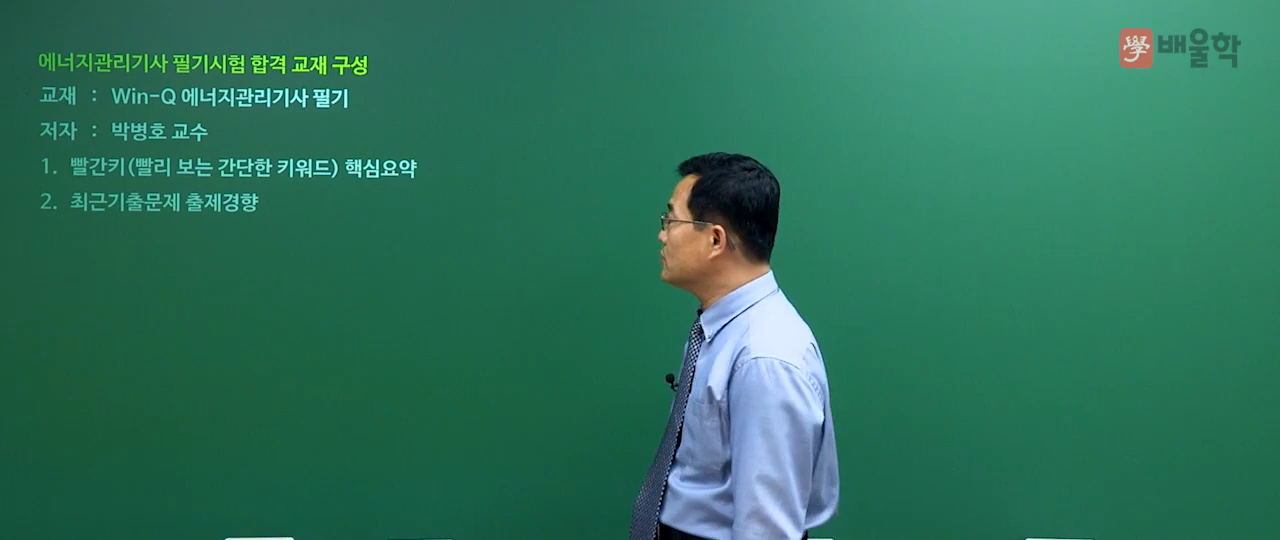 에너지관리기사 필기시험 합격 교재 구성
교재 : Win-Q 에너지관리기사 필기
저자 : 박병호 교수
1. 빨간키(빨리 보는 간단한 키워드) 핵심요약
2. 최근기출문제 출제경향
學 배울학